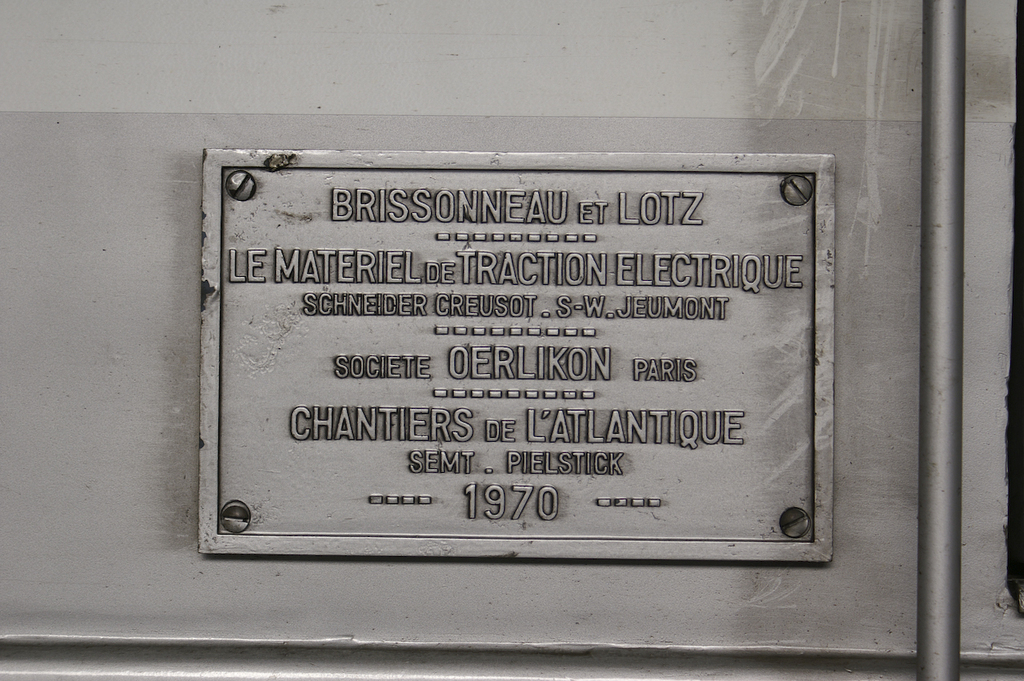 BRISSONNEAU ET LOTZ
LE MATERIEL DE TRACTION ELECTRIQUE
SCHNEIDER CREUSOT . S-W. JEUMONT
SOCIETE OERLIKON PARIS
CHANTIERS DE L'ATLANTIQUE
SEMT . PIELSTICK
1970